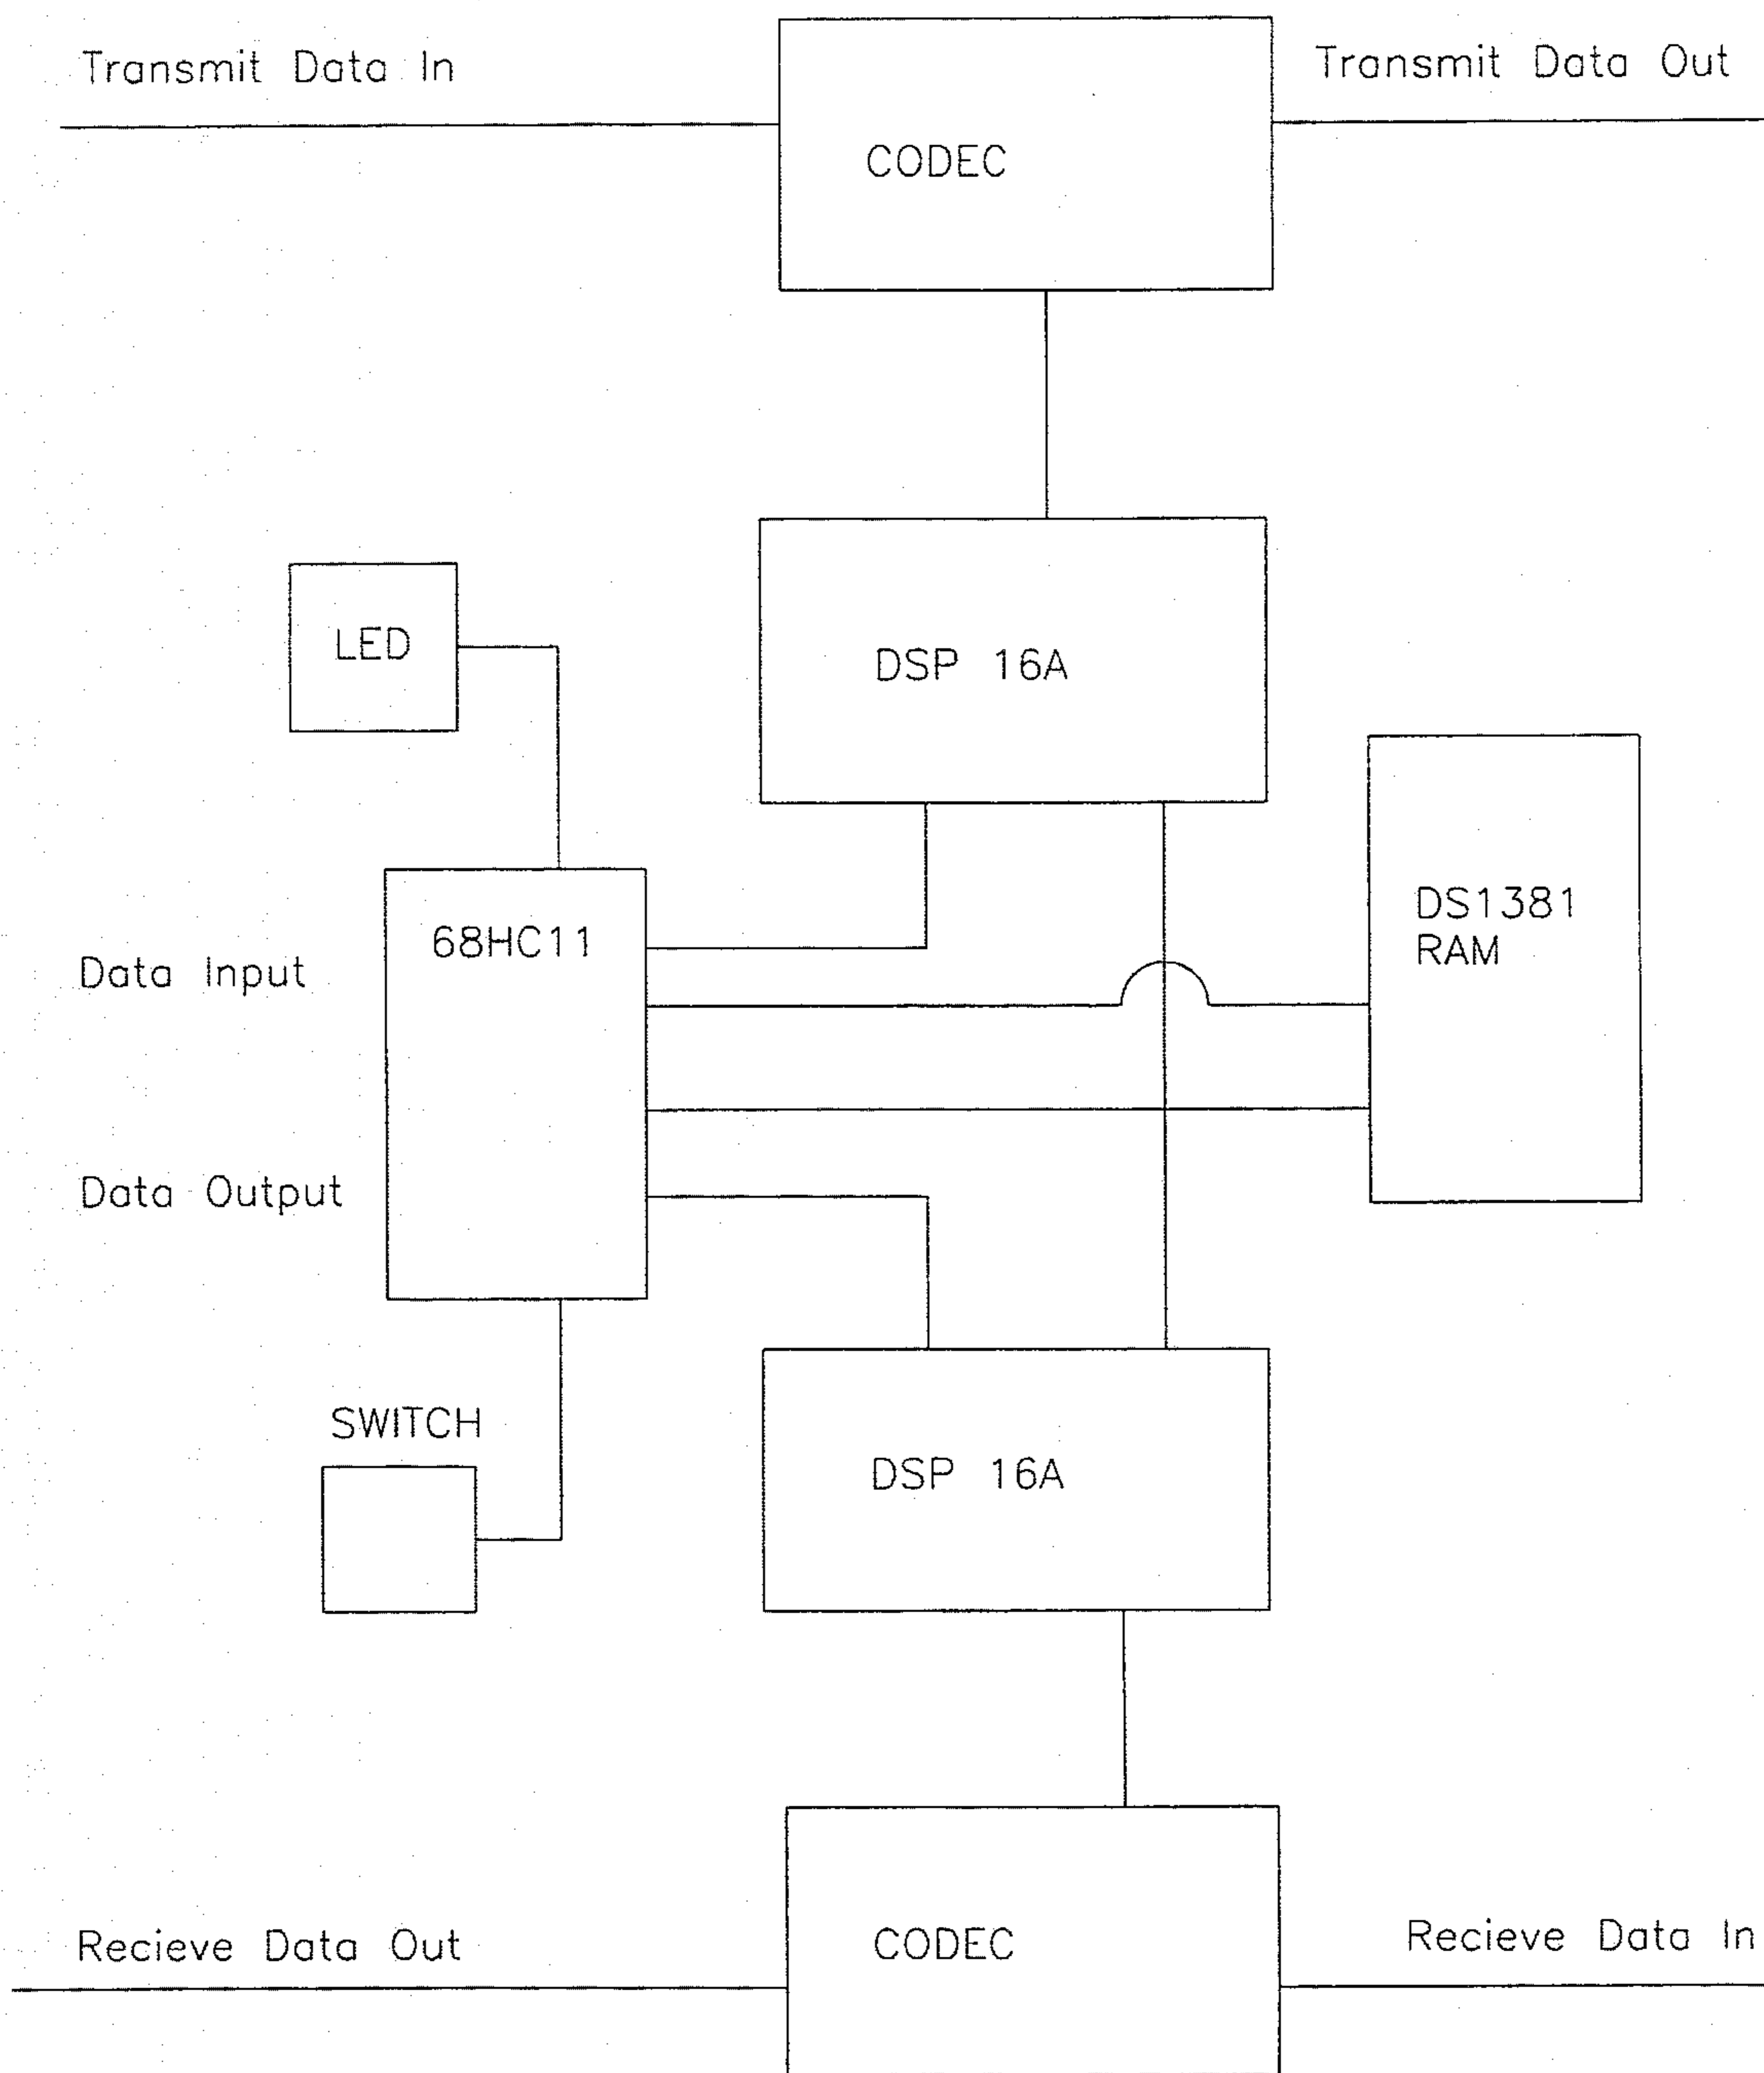 Transmit Data In
Transmit Data Out
CODEC
LED
DSP 16A
DS1381
RAM
68HC11
Data Input
Data Output
SWITCH
DSP 16A
Recieve Data Out
CODEC
Recieve Data In